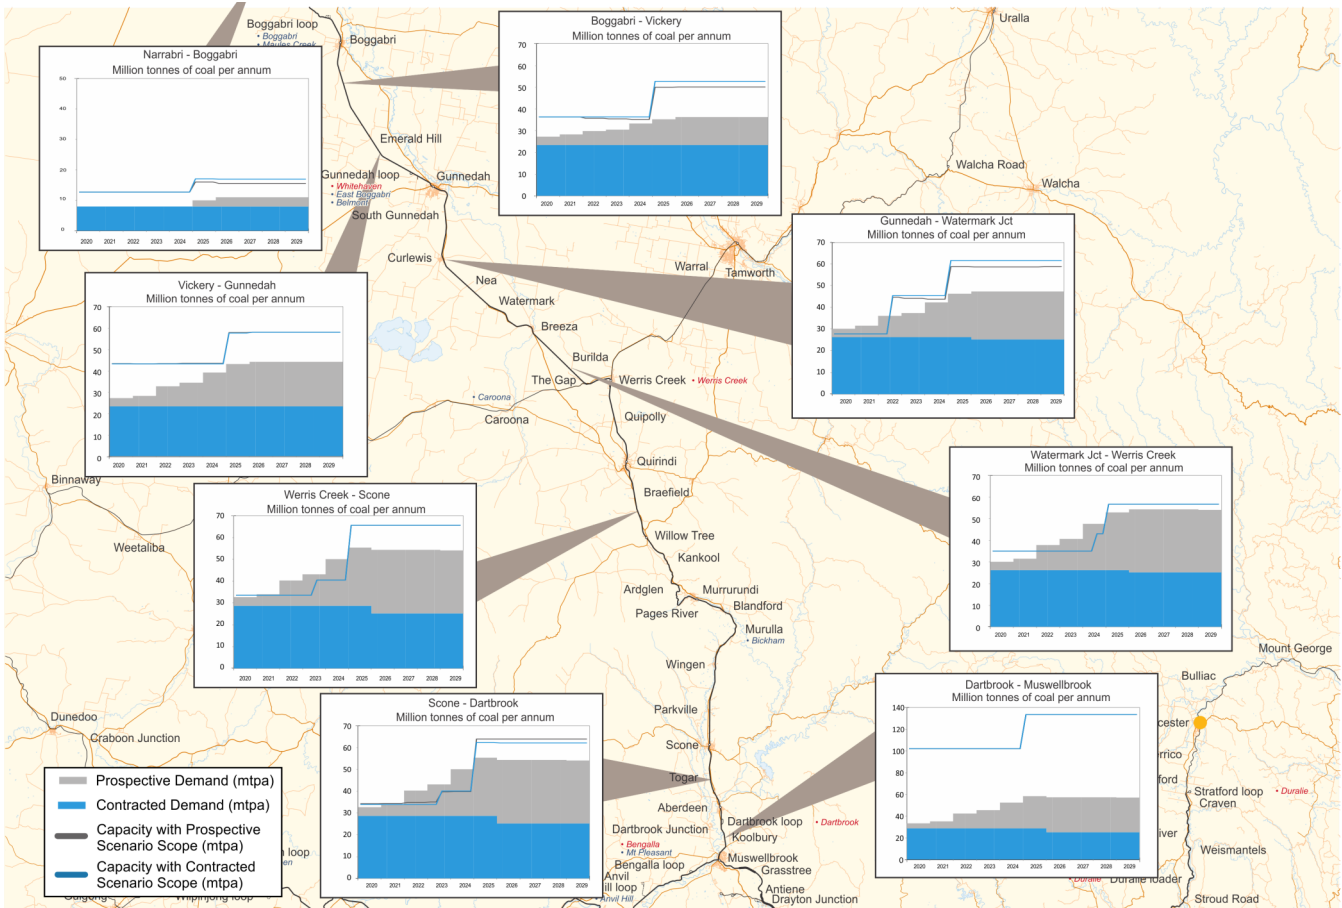 Boggabri loop
• Boggabri
• Maules Creek
Boggabri
Uralla
Narrabri - Boggabri
Million tonnes of coal per annum
50
40
30
20
10
0
2020 2021 2022 2023 2024 2025 2026 2027 2028 2029
Boggabri - Vickery
Million tonnes of coal per annum
70
60
50
40
30
20
10
0
2020 2021 2022 2023 2024 2025 2026 2027 2028 2029
Emerald Hill
Gunnedah loop
• Whitehaven
• East Boggabri
• Belmont
Gunnedah
South Gunnedah
Walcha Road
Walcha
Curlewis
Nea
Watermark
Breeza
Warral
Tamworth
Gunnedah - Watermark Jct
Million tonnes of coal per annum
70
60
50
40
30
20
10
0
2020 2021 2022 2023 2024 2025 2026 2027 2028 2029
Vickery - Gunnedah
Million tonnes of coal per annum
70
60
50
40
30
20
10
0
2020 2021 2022 2023 2024 2025 2026 2027 2028 2029
Burilda
The Gap
Werris Creek
• Werris Creek
• Caroona
Caroona
Quipolly
Quirindi
Braefield
Binnaway
Weetaliba
Willow Tree
Kankool
Ardglen
Murrurundi
Pages River
Blandford
Murulla
• Bickham
Wingen
Werris Creek - Scone
Million tonnes of coal per annum
70
60
50
40
30
20
10
0
2020 2021 2022 2023 2024 2025 2026 2027 2028 2029
Watermark Jct - Werris Creek
Million tonnes of coal per annum
70
60
50
40
30
20
10
0
2020 2021 2022 2023 2024 2025 2026 2027 2028 2029
Mount George
Bulliac
Parkville
Scone
Togar
Aberdeen
Dunedoo
Craboon Junction
Scone - Dartbrook
Million tonnes of coal per annum
70
60
50
40
30
20
10
0
2020 2021 2022 2023 2024 2025 2026 2027 2028 2029
Dartbrook - Muswellbrook
Million tonnes of coal per annum
140
120
100
80
60
40
20
0
2020 2021 2022 2023 2024 2025 2026 2027 2028 2029
cester
rrico
ford
Stratford loop
• Duralie
Craven
iver
Weismantels
• Duralie
Duralie loader
Stroud Road
Dartbrook loop
• Dartbrook
Dartbrook Junction
Koolbury
• Bengalla
• Mt Pleasant
Bengalla loop
Muswellbrook
Anvil
ill loop
Grasstree
• Anvil Hill
Antiene
Drayton Junction
Prospective Demand (mtpa)
Contracted Demand (mtpa)
Capacity with Prospective
Scenario Scope (mtpa)
Capacity with Contracted
Scenario Scope (mtpa)
h loop